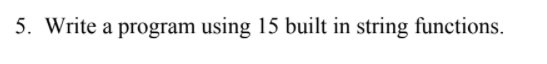 5. Write a program using 15 built in string functions.